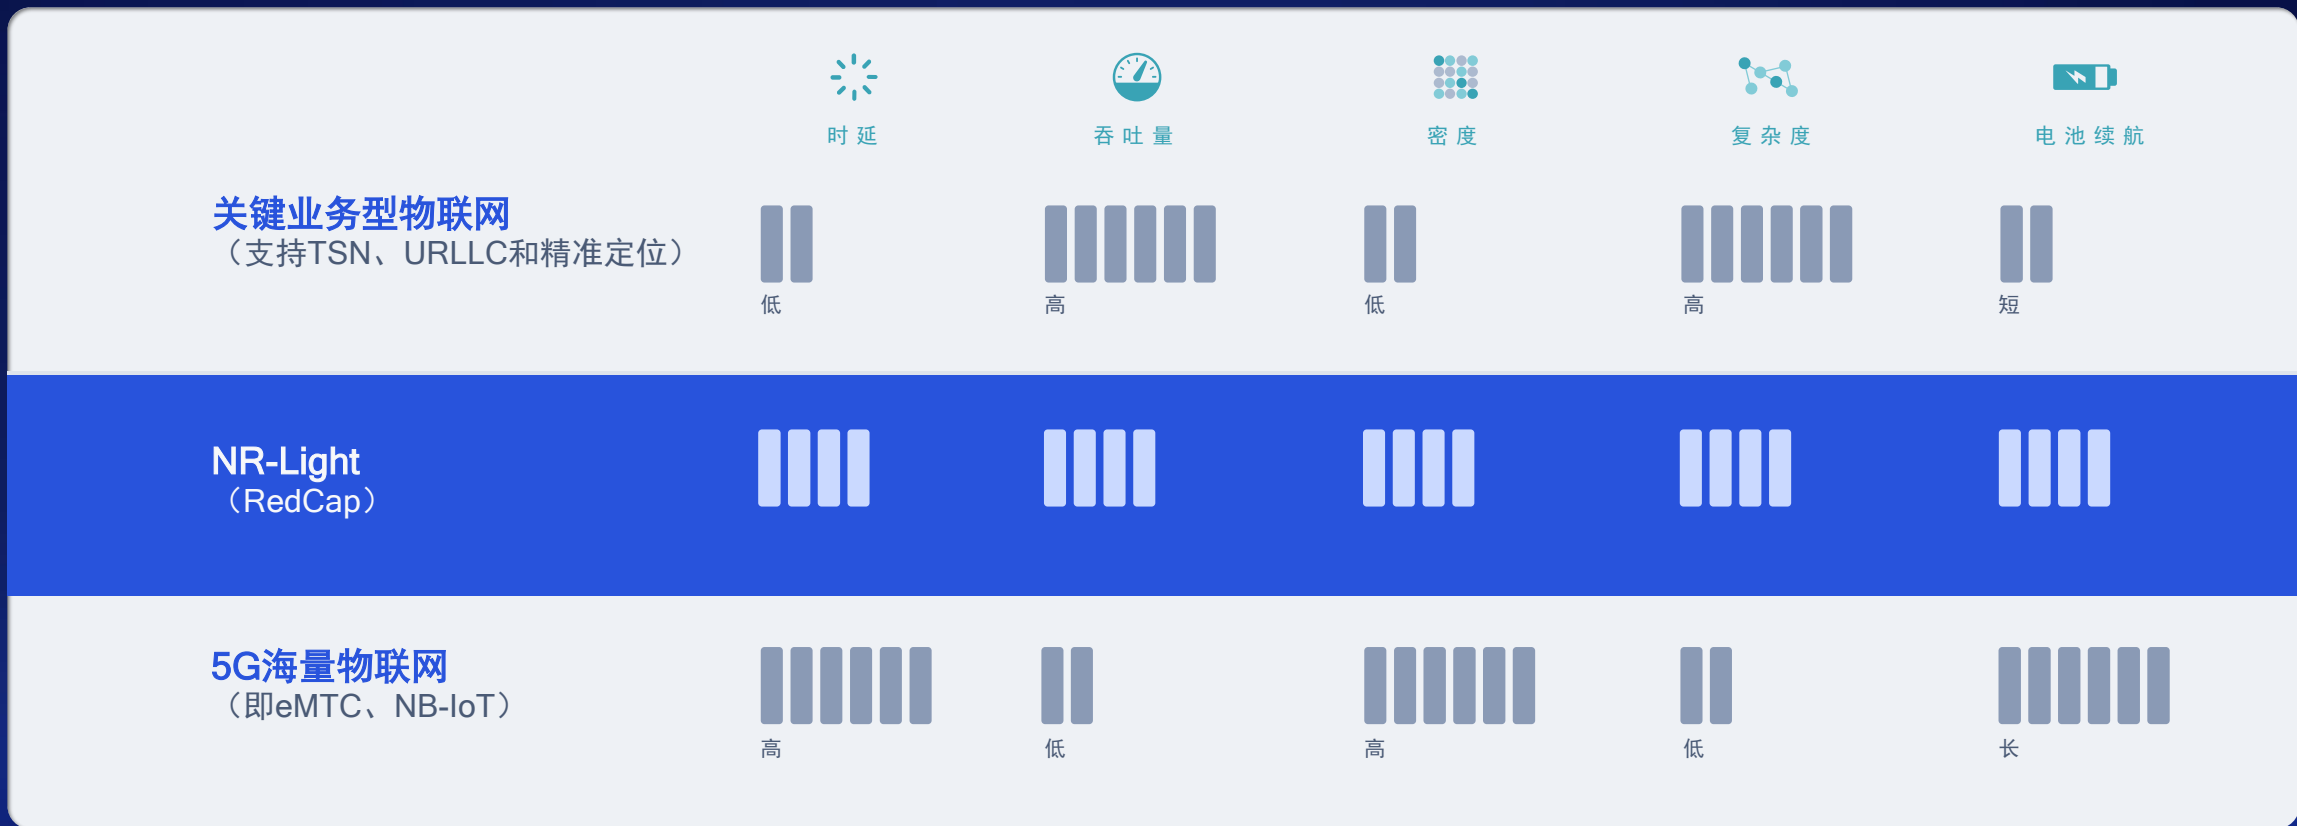 时延 吞吐量 密度 复杂度 电池续航
关键业务型物联网
（支持TSN、URLLC和精准定位）
低 高 低 高 短
NR-Light
（RedCap）
5G海量物联网
（即eMTC、NB-IoT）
高 低 高 低 长